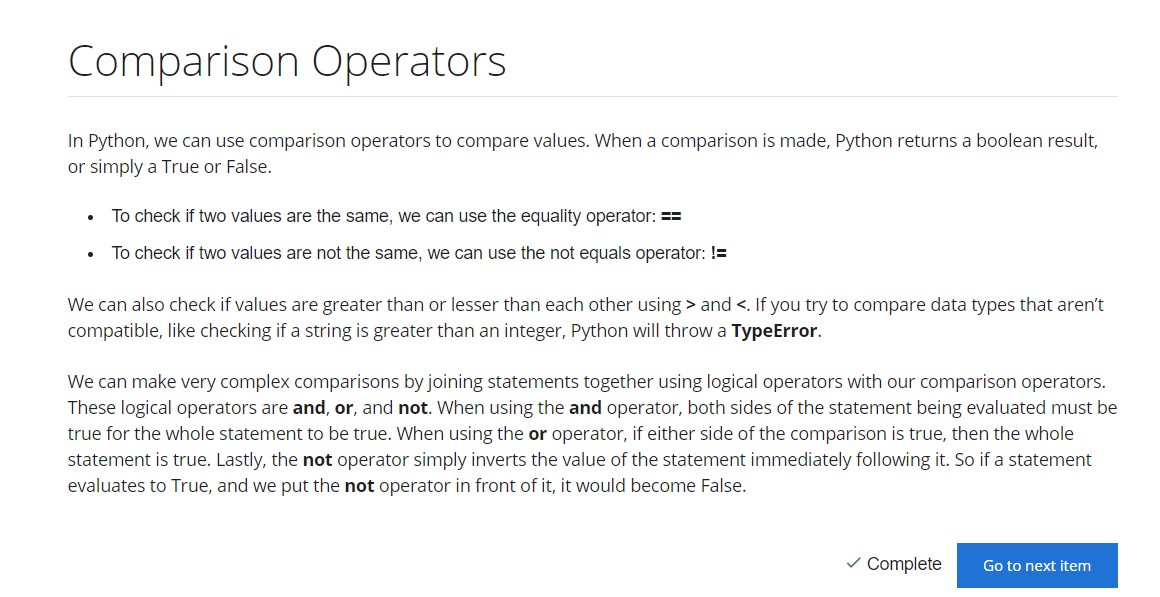 Comparison Operators
In Python, we can use comparison operators to compare values. When a comparison is made, Python returns a boolean result,
or simply a True or False.
• To check if two values are the same, we can use the equality operator: ==
• To check if two values are not the same, we can use the not equals operator: !=
We can also check if values are greater than or lesser than each other using > and <. If you try to compare data types that aren’t
compatible, like checking if a string is greater than an integer, Python will throw a TypeError.
We can make very complex comparisons by joining statements together using logical operators with our comparison operators.
These logical operators are and, or, and not. When using the and operator, both sides of the statement being evaluated must be
true for the whole statement to be true. When using the or operator, if either side of the comparison is true, then the whole
statement is true. Lastly, the not operator simply inverts the value of the statement immediately following it. So if a statement
evaluates to True, and we put the not operator in front of it, it would become False.
✓ Complete
Go to next item